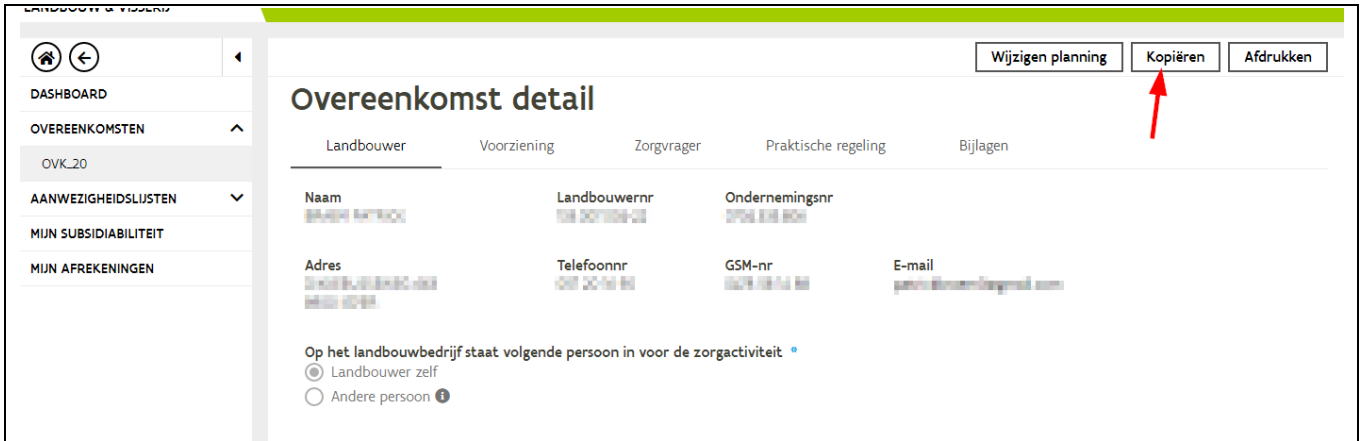 LANDBOUW & VISSERIJ
Wijzigen planning
Kopiëren
Afdrukken
DASHBOARD
OVEREENKOMSTEN
OVK_20
AANWEZIGHEIDSLIJSTEN
MIJN SUBSIDIABILITEIT
MIJN AFREKENINGEN
Overeenkomst detail
Landbouwer Voorziening Zorgvrager Praktische regeling Bijlagen
Naam Landbouwernr Ondernemingsnr
Adres Telefoonnr GSM-nr E-mail
Op het landbouwbedrijf staat volgende persoon in voor de zorgactiviteit *
Landbouwer zelf
Andere persoon